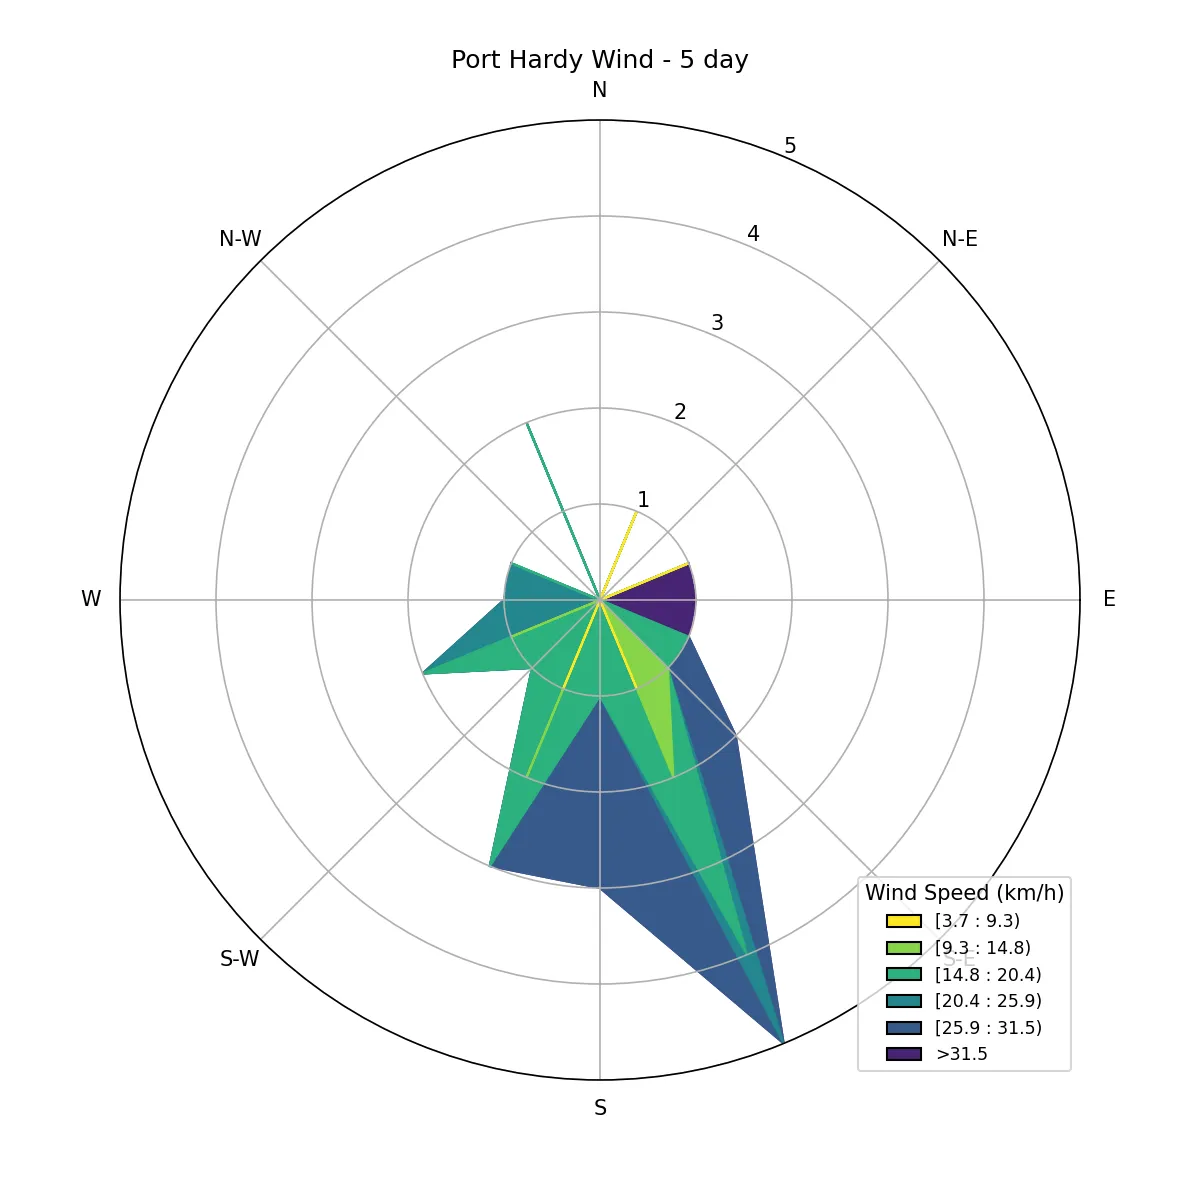 Port Hardy Wind - 5 day
N
5
4
N-W
N-E
3
2
1
W
E
Wind Speed (km/h)
[3.7 : 9.3)
[9.3 : 14.8)
S-W
S-E
[14.8 : 20.4)
[20.4 : 25.9)
[25.9 : 31.5)
>31.5
S